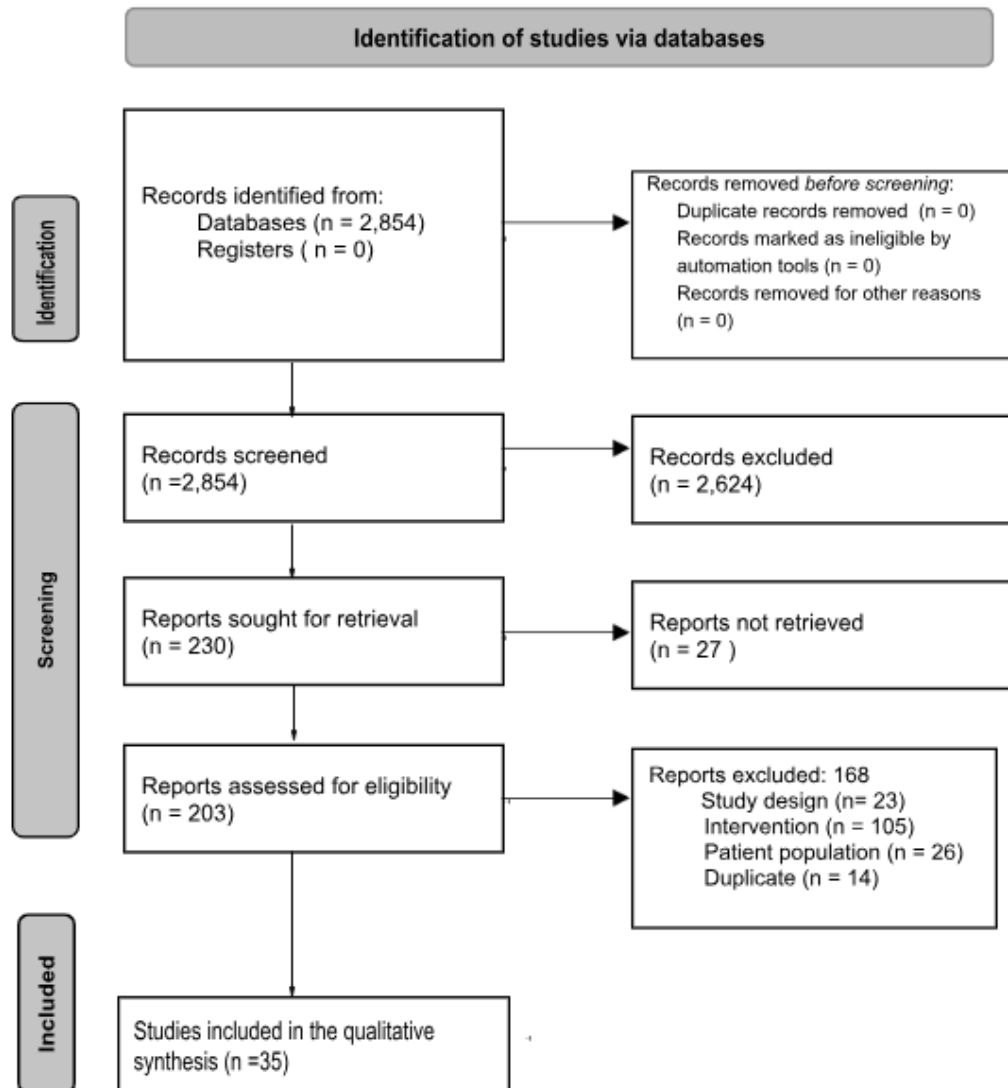 Identification of studies via databases
Identification
Records identified from:
Databases (n = 2,854)
Registers ( n = 0)
Records removed before screening:
Duplicate records removed (n = 0)
Records marked as ineligible by
automation tools (n = 0)
Records removed for other reasons
(n = 0)
Screening
Records screened
(n =2,854)
Records excluded
(n = 2,624)
Reports sought for retrieval
(n = 230)
Reports not retrieved
(n = 27 )
Reports assessed for eligibility
(n = 203)
Reports excluded: 168
Study design (n= 23)
Intervention (n = 105)
Patient population (n = 26)
Duplicate (n = 14)
Included
Studies included in the qualitative
synthesis (n =35)